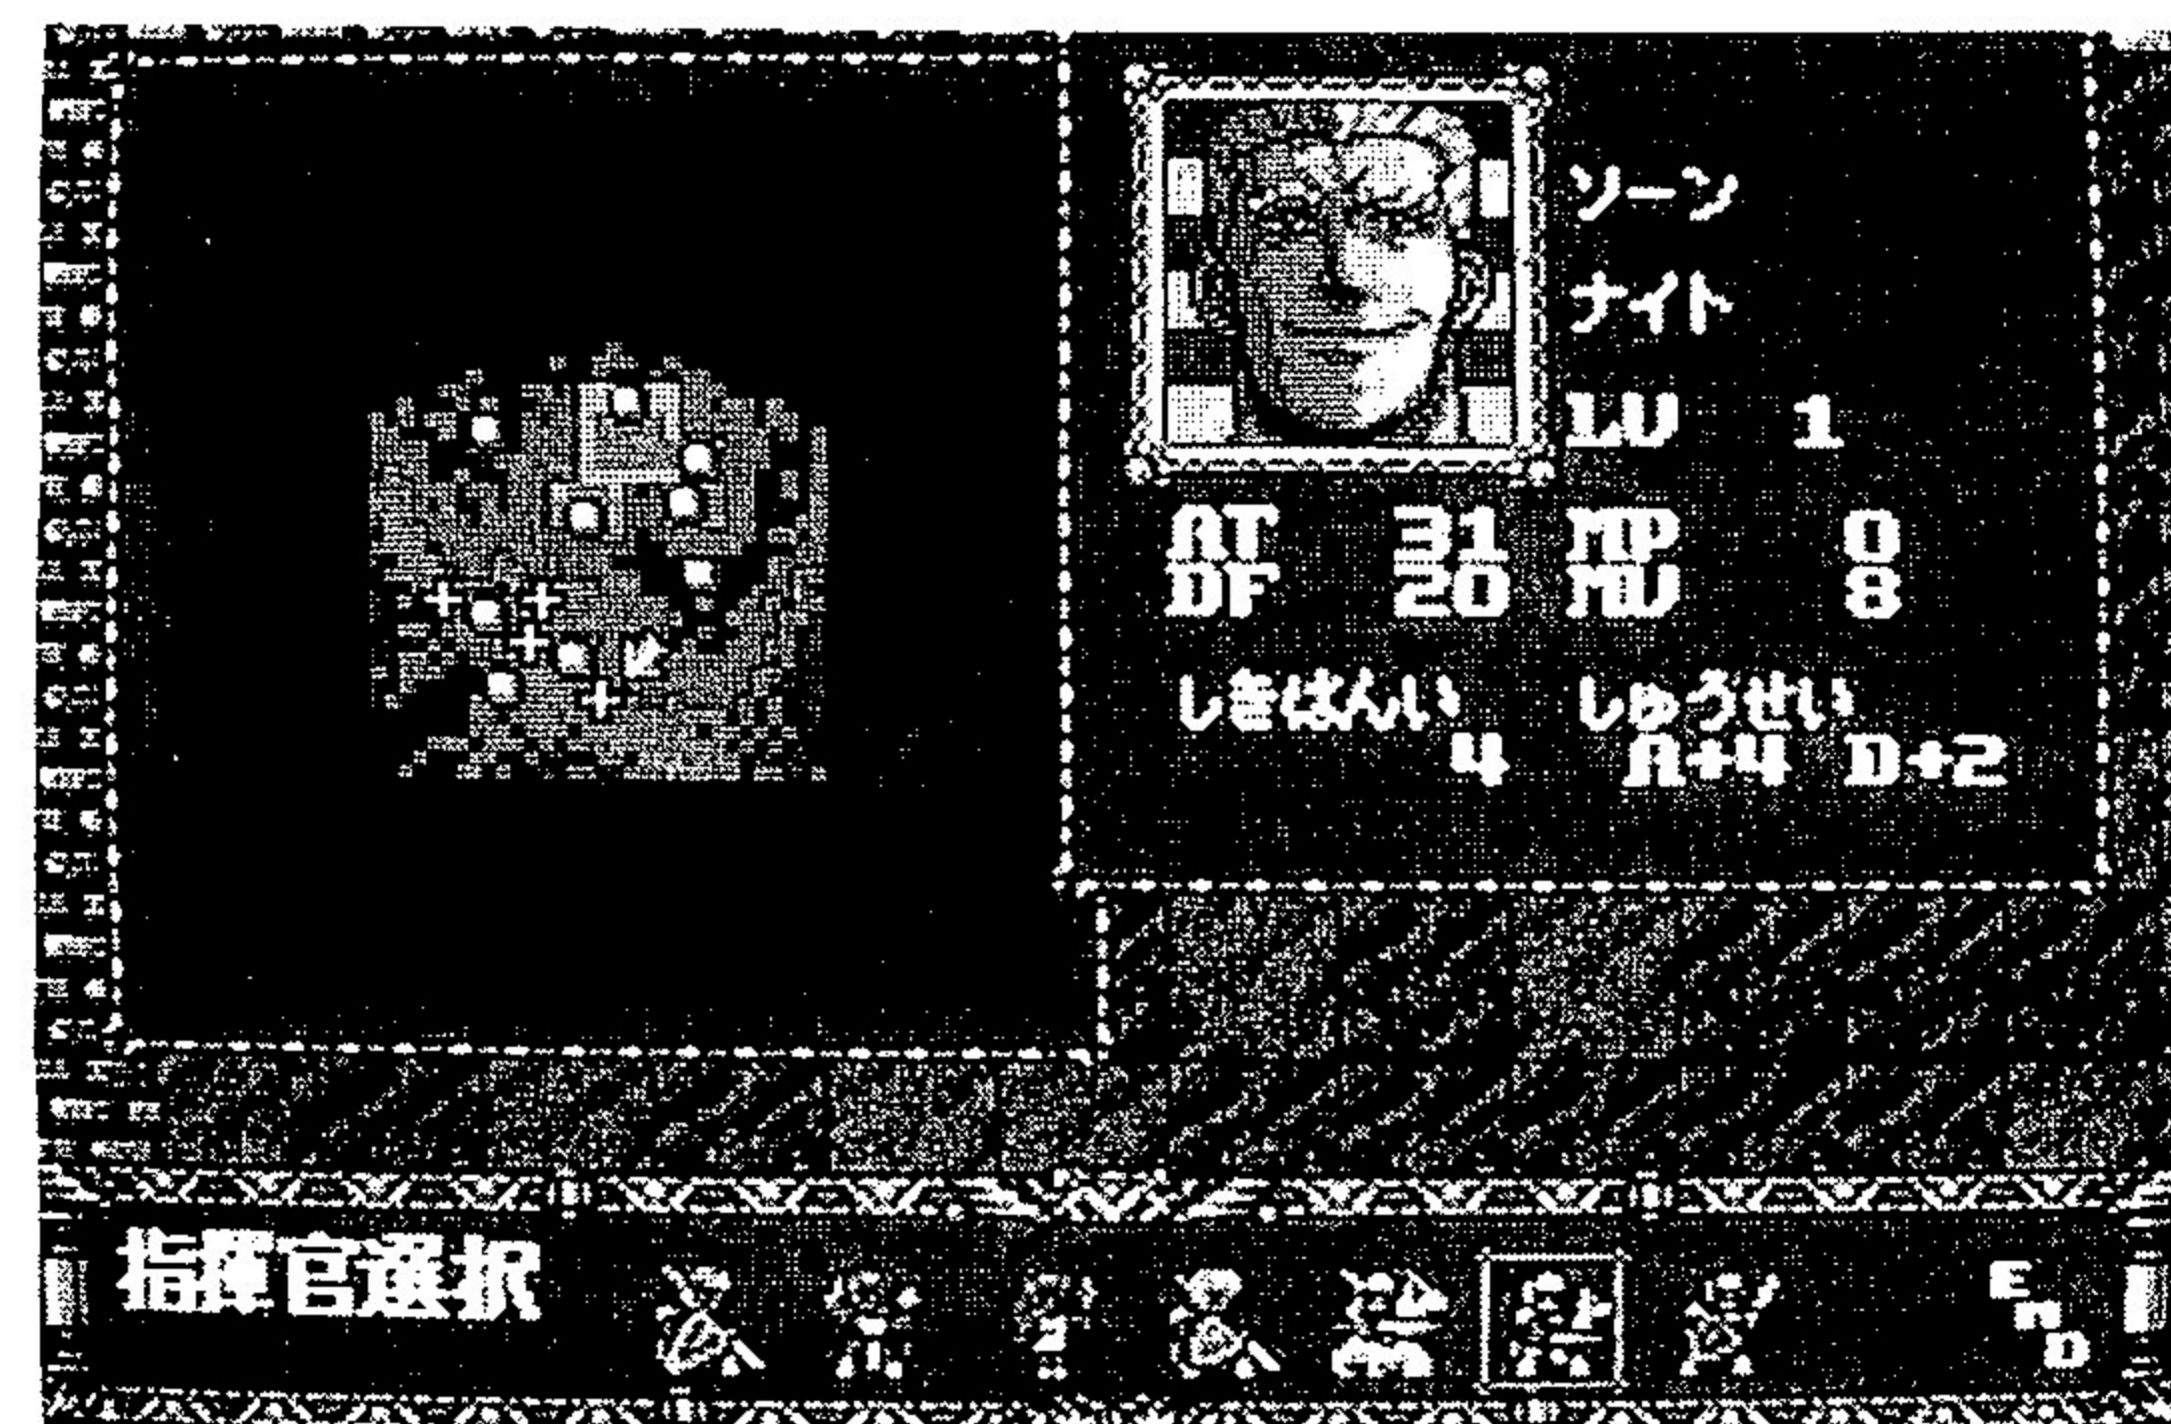 ソーン
ナイト
LV 1
AT 31 MP 0
DF 20 MV 8
しきはんい しゅうせい
4 A+4 D+2
指揮官選択
End